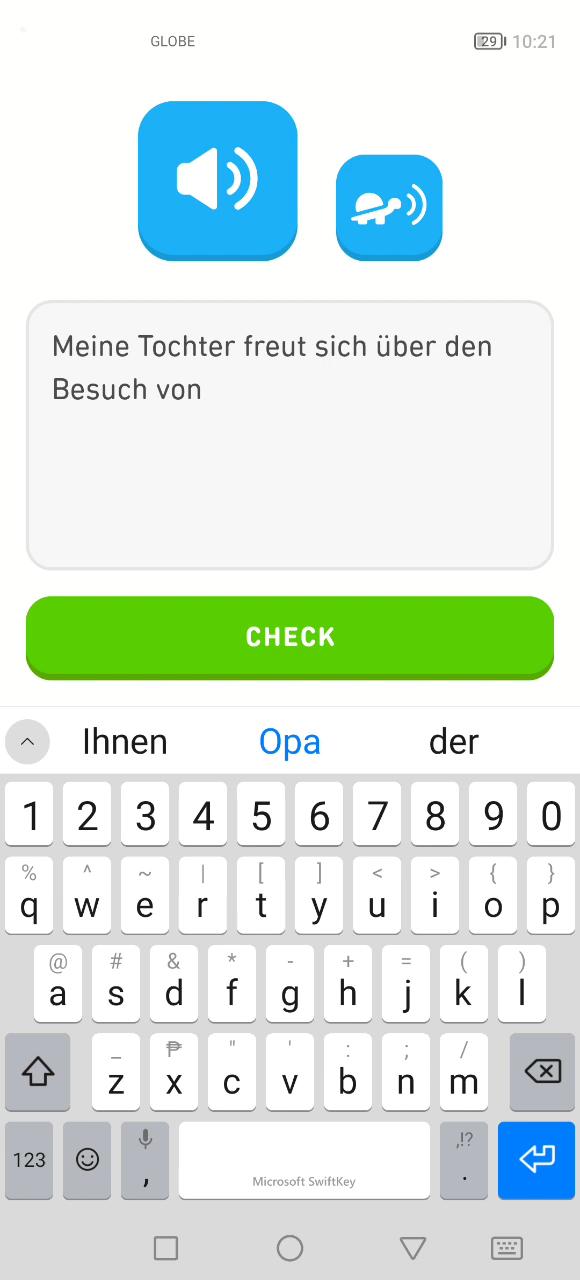 GLOBE 29 10:21
Meine Tochter freut sich über den
Besuch von
CHECK
Ihnen Opa der
1 2 3 4 5 6 7 8 9 0
% ^ ~ | [ ] < > { }
q w e r t y u i o p
@ # & * - + = ( )
a s d f g h j k l
_ ₱ " ' : ; /
z x c v b n m
123 , Microsoft SwiftKey ,!? .